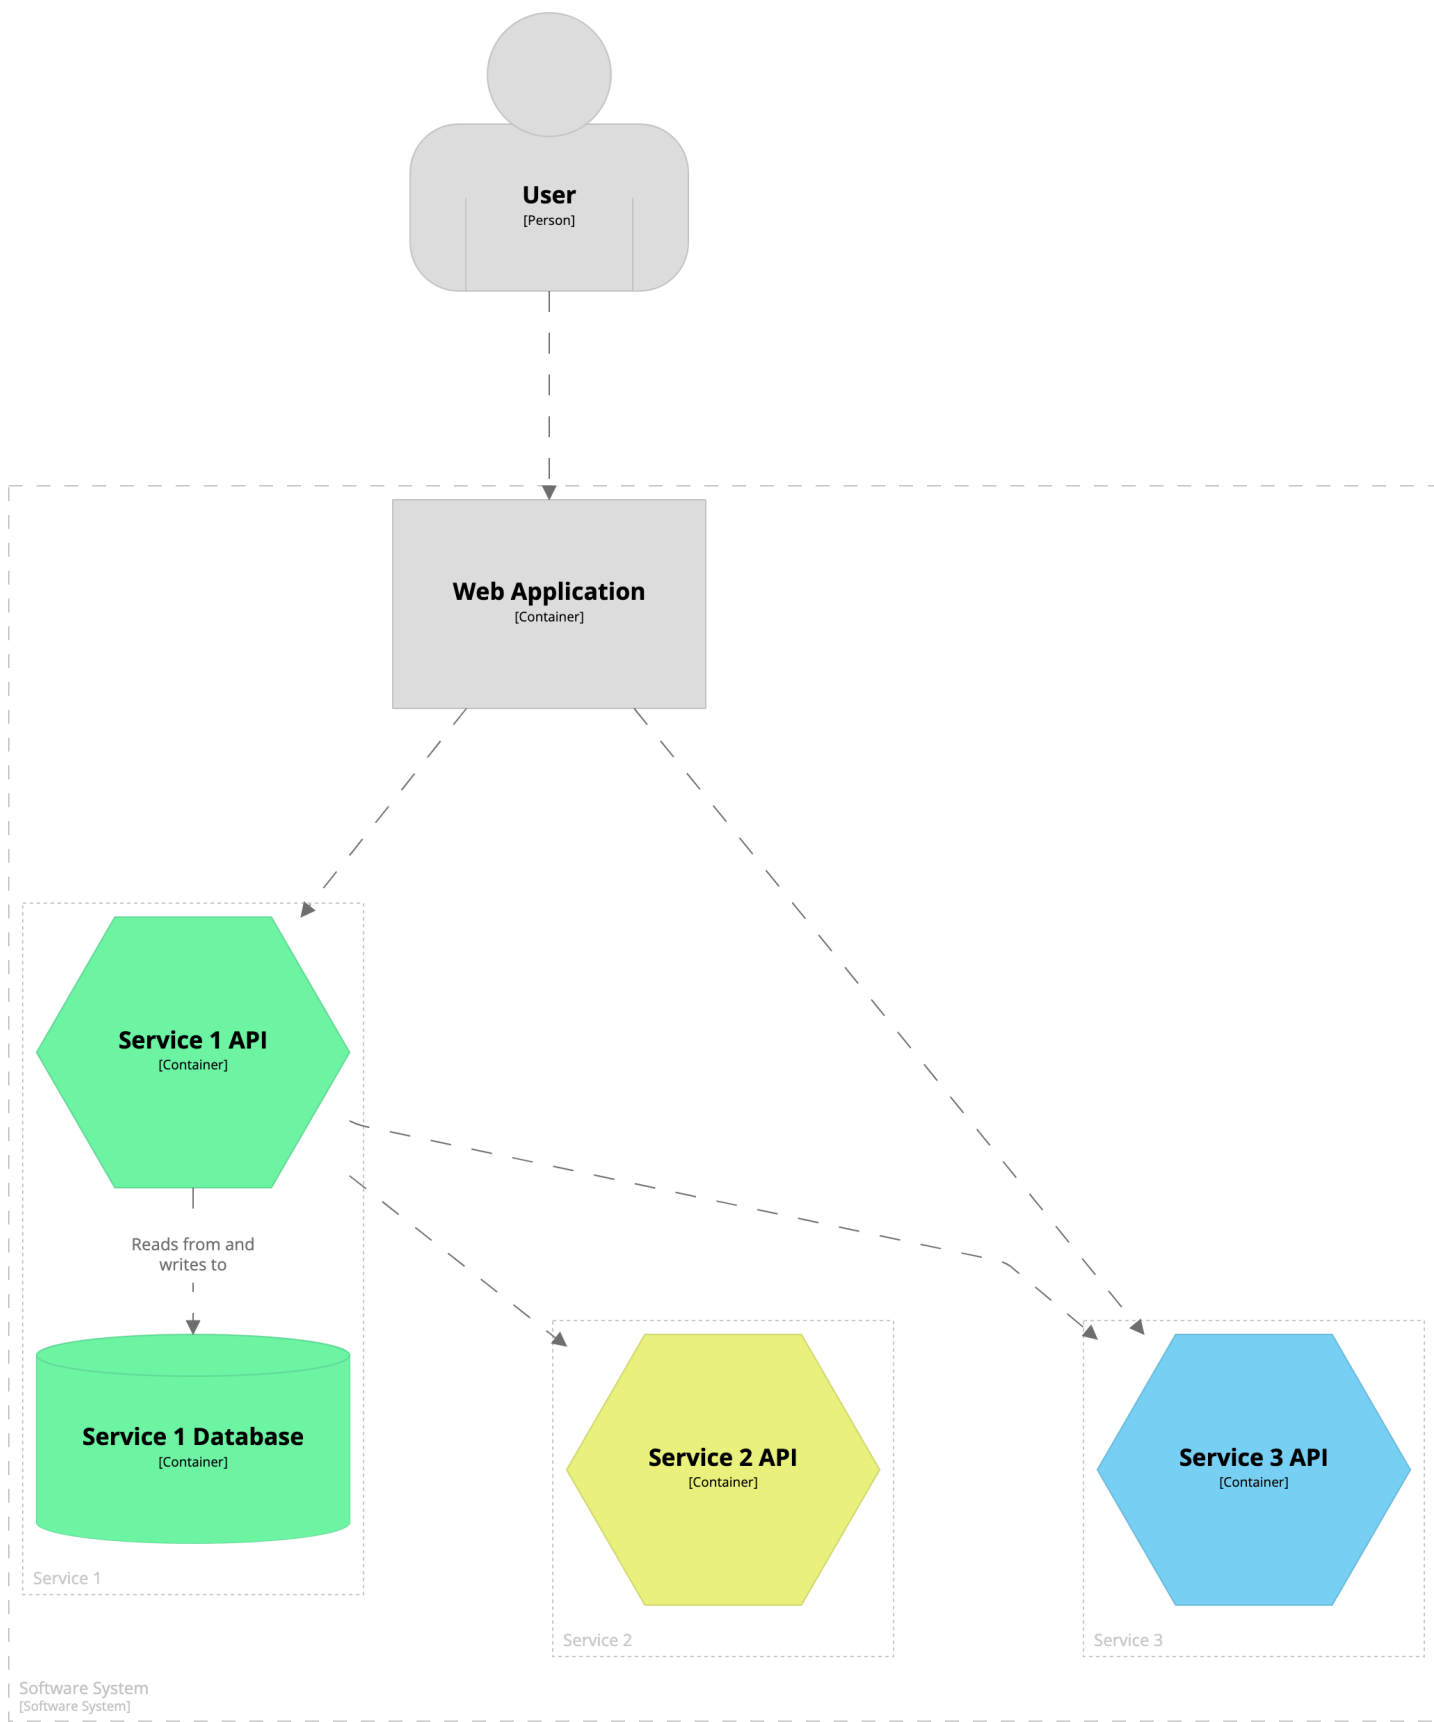 User
[Person]
Web Application
[Container]
Service 1 API
[Container]
Reads from and
writes to
Service 1 Database
[Container]
Service 1
Service 2 API
[Container]
Service 2
Service 3 API
[Container]
Service 3
Software System
[Software System]